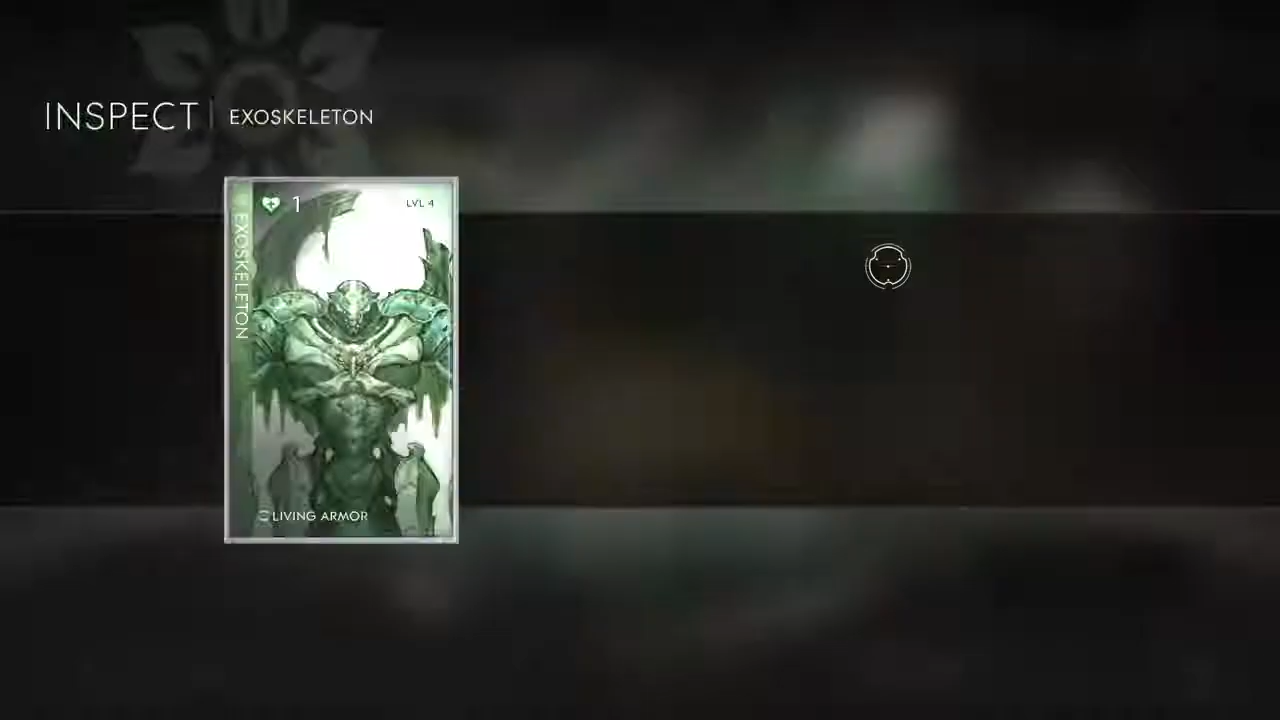 INSPECT | EXOSKELETON
1
LVL 4
EXOSKELETON
LIVING ARMOR